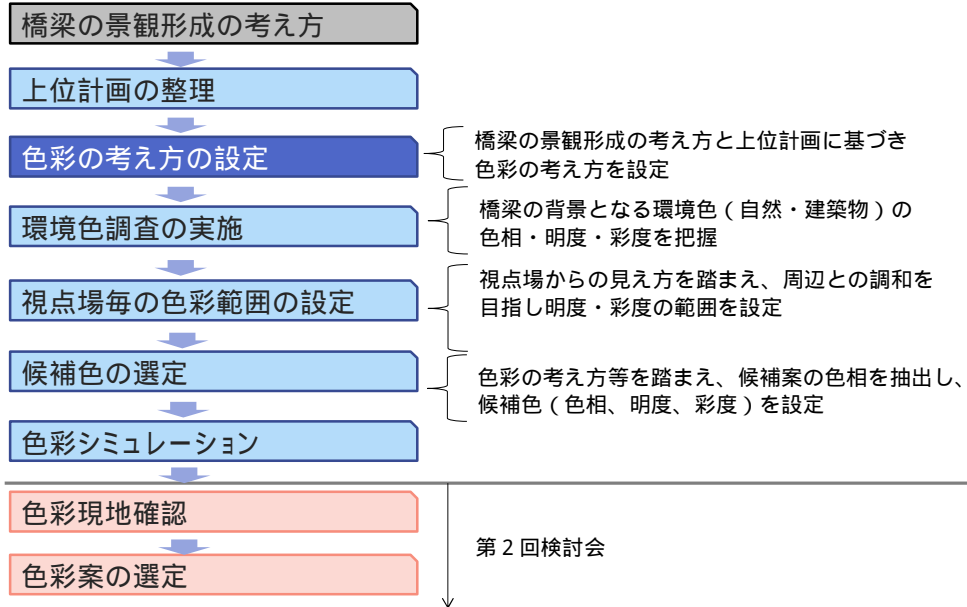 橋梁の景観形成の考え方
上位計画の整理
色彩の考え方の設定
橋梁の景観形成の考え方と上位計画に基づき
色彩の考え方を設定
環境色調査の実施
橋梁の背景となる環境色（自然・建築物）の
色相・明度・彩度を把握
視点場毎の色彩範囲の設定
視点場からの見え方を踏まえ、周辺との調和を
目指し明度・彩度の範囲を設定
候補色の選定
色彩の考え方等を踏まえ、候補案の色相を抽出し、
候補色（色相、明度、彩度）を設定
色彩シミュレーション
色彩現地確認
第２回検討会
色彩案の選定